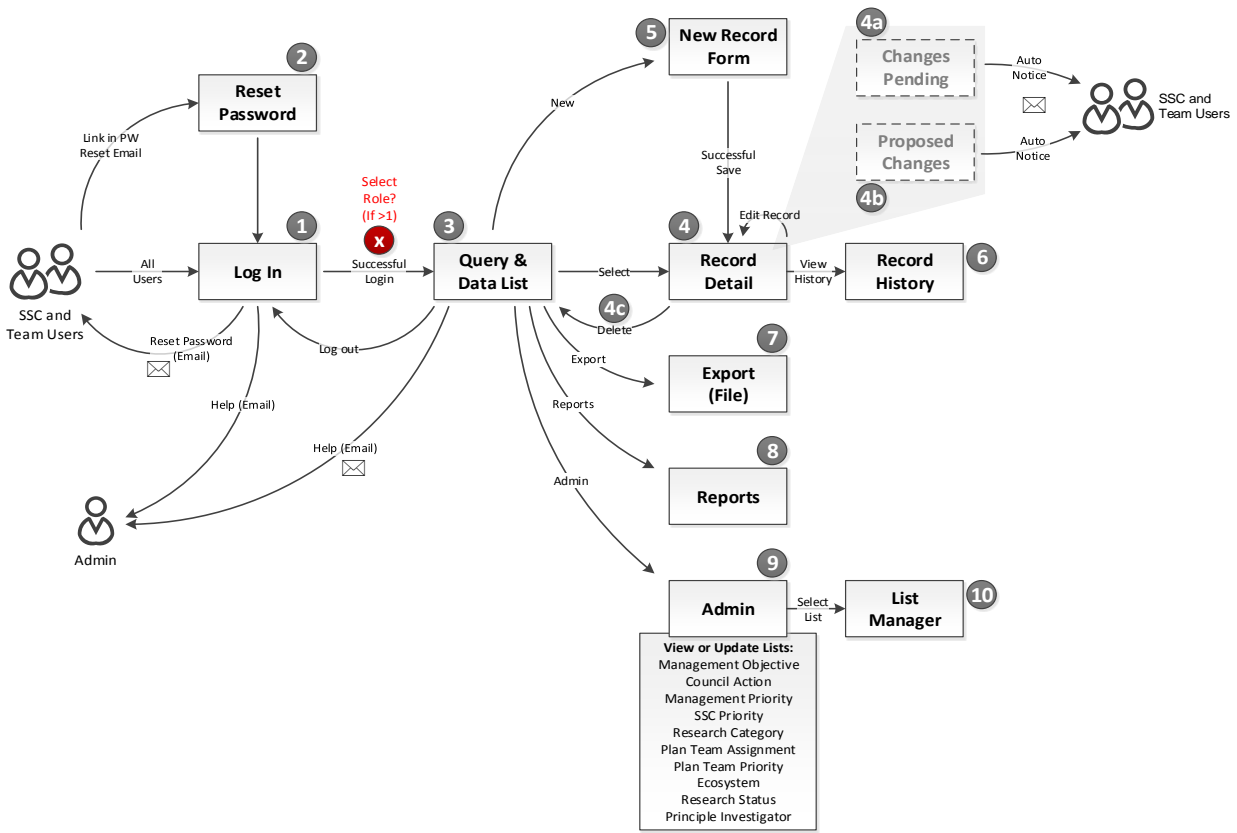 2
Reset
Password
Link in PW
Reset Email
1
Log In
All
Users
SSC and
Team Users
Reset Password
(Email)
Help (Email)
Admin
Select
Role?
(If >1)
X
Successful
Login
Log out
Help (Email)
3
Query &
Data List
New
5
New Record
Form
Successful
Save
Edit Record
4
Record
Detail
Select
4c
Delete
View
History
6
Record
History
4a
Changes
Pending
Auto
Notice
Proposed
Changes
4b
Auto
Notice
SSC and
Team Users
Export
7
Export
(File)
Reports
8
Reports
Admin
9
Admin
Select
List
10
List
Manager
View or Update Lists:
Management Objective
Council Action
Management Priority
SSC Priority
Research Category
Plan Team Assignment
Plan Team Priority
Ecosystem
Research Status
Principle Investigator